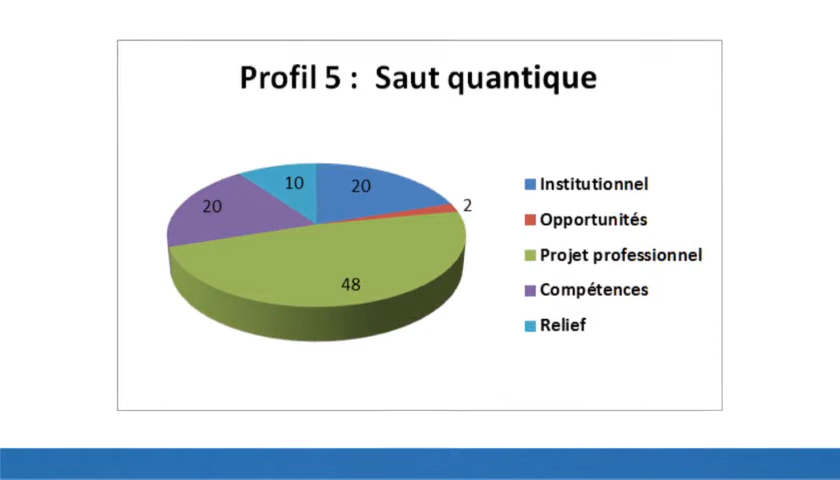 Profil 5 :  Saut quantique
10
20
2
20
48
Institutionnel
Opportunités
Projet professionnel
Compétences
Relief